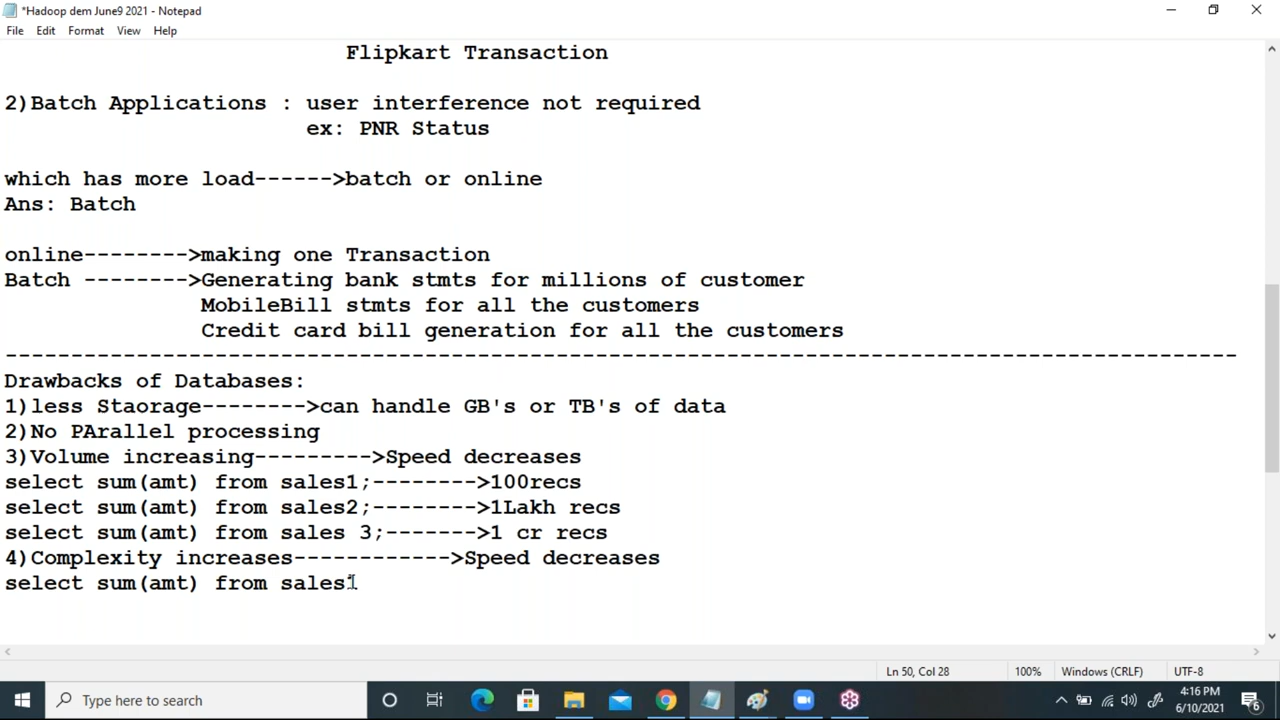 *Hadoop dem June9 2021 - Notepad
File Edit Format View Help
Flipkart Transaction
2)Batch Applications : user interference not required
ex: PNR Status
which has more load------>batch or online
Ans: Batch
online-------->making one Transaction
Batch -------->Generating bank stmts for millions of customer
MobileBill stmts for all the customers
Credit card bill generation for all the customers
----------------------------------------------------------------------------------------------
Drawbacks of Databases:
1)less Staorage-------->can handle GB's or TB's of data
2)No PArallel processing
3)Volume increasing--------->Speed decreases
select sum(amt) from sales1;-------->100recs
select sum(amt) from sales2;-------->1Lakh recs
select sum(amt) from sales 3;------->1 cr recs
4)Complexity increases------------>Speed decreases
select sum(amt) from sales
Ln 50, Col 28 100% Windows (CRLF) UTF-8
Type here to search
4:16 PM
6/10/2021
6